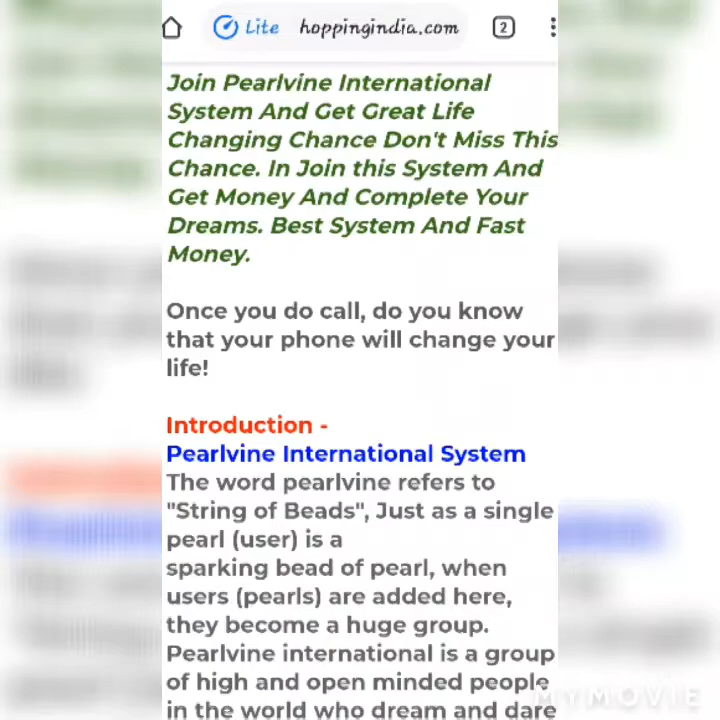 Lite hoppingindia.com 2
Join Pearlvine International
System And Get Great Life
Changing Chance Don't Miss This
Chance. In Join this System And
Get Money And Complete Your
Dreams. Best System And Fast
Money.
Once you do call, do you know
that your phone will change your
life!
Introduction -
Pearlvine International System
The word pearlvine refers to
"String of Beads", Just as a single
pearl (user) is a
sparking bead of pearl, when
users (pearls) are added here,
they become a huge group.
Pearlvine international is a group
of high and open minded people
in the world who dream and dare
MYMOVIE